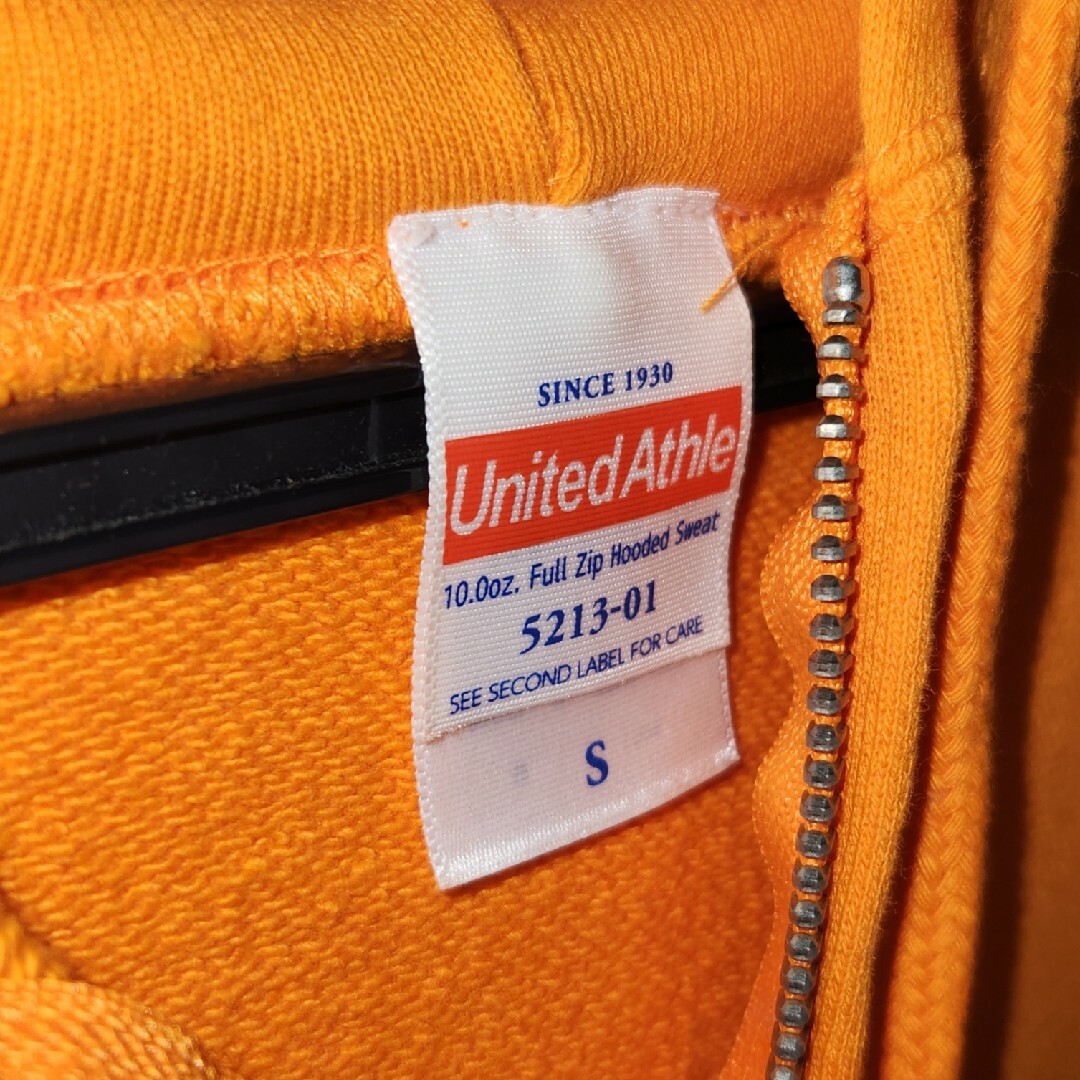 SINCE 1930
UnitedAthle
10.0oz. Full Zip Hooded Sweat
5213-01
SEE SECOND LABEL FOR CARE
S